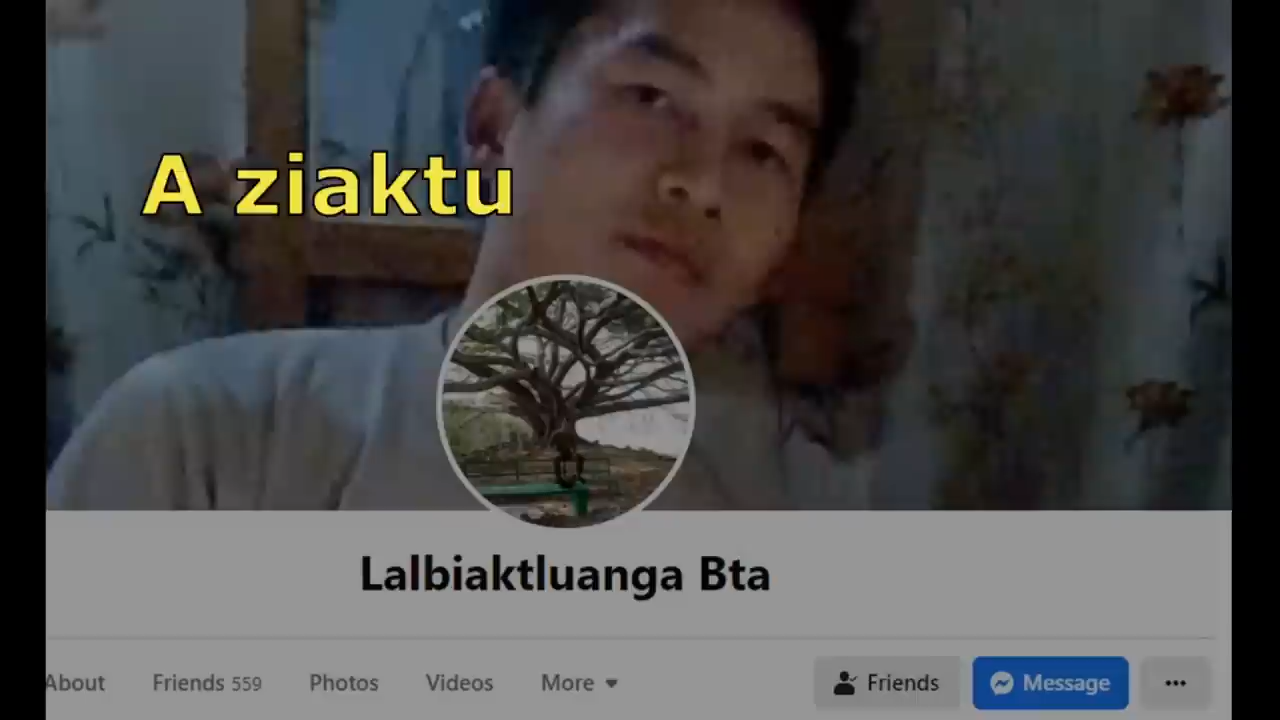 A ziaktu
Lalbiaktluanga Bta
About Friends 559 Photos Videos More Friends Message